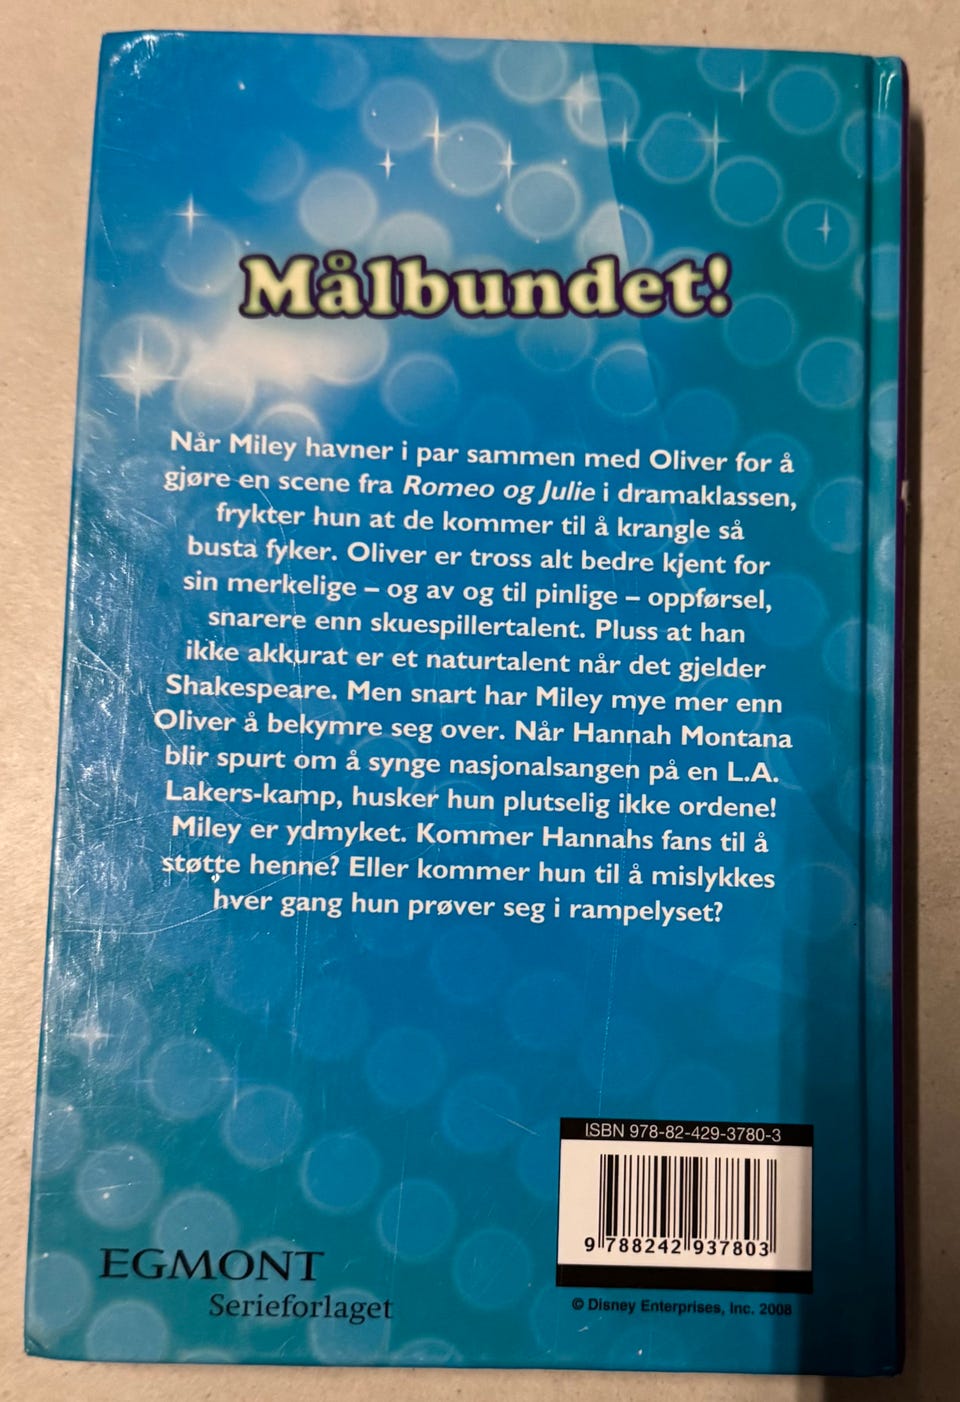 Målbundet!
Når Miley havner i par sammen med Oliver for å
gjøre en scene fra Romeo og Julie i dramaklassen,
frykter hun at de kommer til å krangle så
busta fyker. Oliver er tross alt bedre kjent for
sin merkelige – og av og til pinlige – oppførsel,
snarere enn skuespillertalent. Pluss at han
ikke akkurat er et naturtalent når det gjelder
Shakespeare. Men snart har Miley mye mer enn
Oliver å bekymre seg over. Når Hannah Montana
blir spurt om å synge nasjonalsangen på en L.A.
Lakers-kamp, husker hun plutselig ikke ordene!
Miley er ydmyket. Kommer Hannahs fans til å
støtte henne? Eller kommer hun til å mislykkes
hver gang hun prøver seg i rampelyset?
ISBN 978-82-429-3780-3
9 788242 937803
EGMONT
Serieforlaget
© Disney Enterprises, Inc. 2008